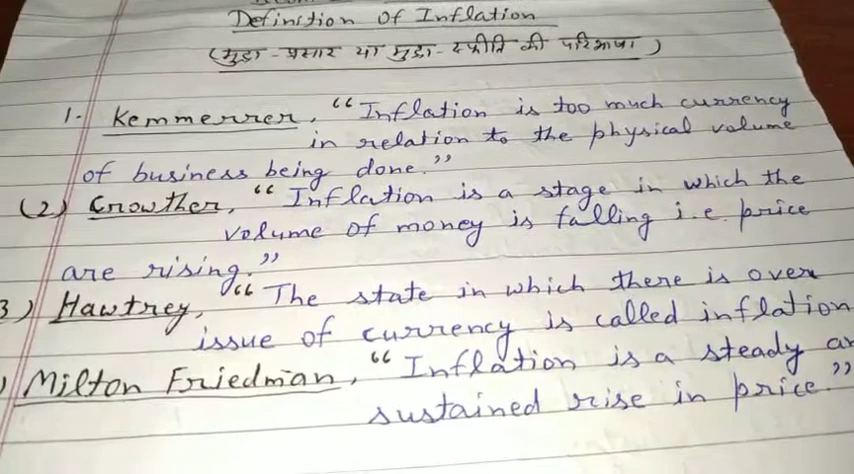 Definition Of Inflation
(मुद्रा - प्रसार या मुद्रा - स्फीति की परिभाषा)
1. Kemmerrer, “Inflation is too much currency
in relation to the physical volume
of business being done.”
(2) Crowther, “Inflation is a stage in which the
volume of money is falling i.e. price
are rising.”
3) Hawtrey, “The state in which there is over
issue of currency is called inflation
) Milton Friedman, “Inflation is a steady an
sustained rise in price.”